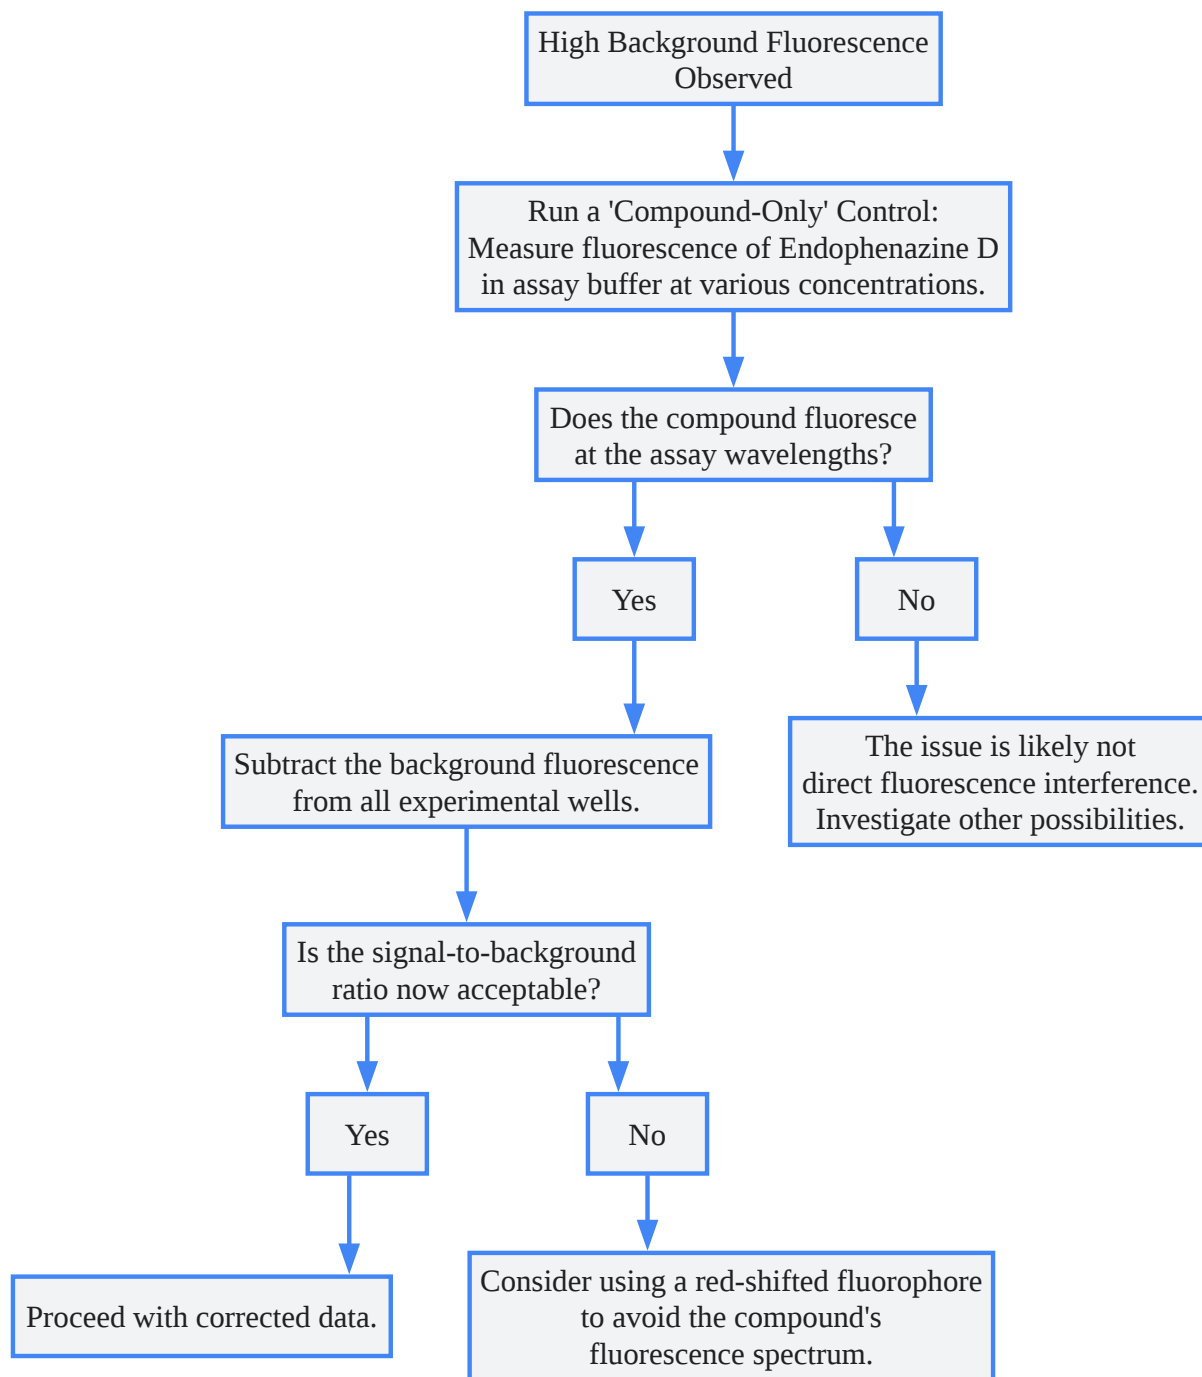 High Background Fluorescence
Observed
Run a 'Compound-Only' Control:
Measure fluorescence of Endophenazine D
in assay buffer at various concentrations.
Does the compound fluoresce
at the assay wavelengths?
Yes
No
The issue is likely not
direct fluorescence interference.
Investigate other possibilities.
Subtract the background fluorescence
from all experimental wells.
Is the signal-to-background
ratio now acceptable?
Yes
No
Proceed with corrected data.
Consider using a red-shifted fluorophore
to avoid the compound's
fluorescence spectrum.